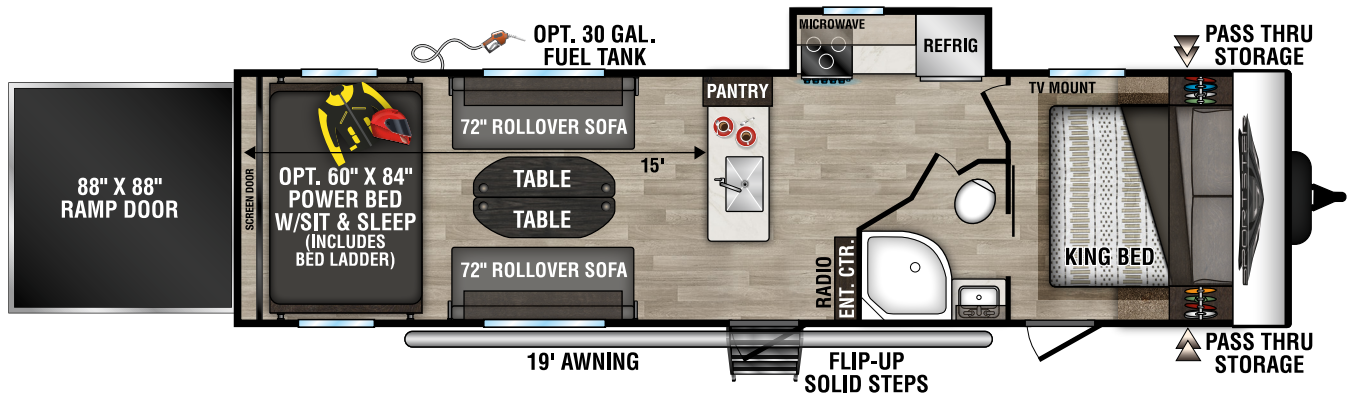 OPT. 30 GAL.
FUEL TANK
MICROWAVE
REFRIG
PASS THRU
STORAGE
TV MOUNT
PANTRY
72" ROLLOVER SOFA
15'
88" X 88"
RAMP DOOR
SCREEN DOOR
OPT. 60" X 84"
POWER BED
W/SIT & SLEEP
(INCLUDES
BED LADDER)
TABLE
TABLE
72" ROLLOVER SOFA
RADIO
ENT. CTR.
KING BED
SPORTSTER
19' AWNING
FLIP-UP
SOLID STEPS
PASS THRU
STORAGE